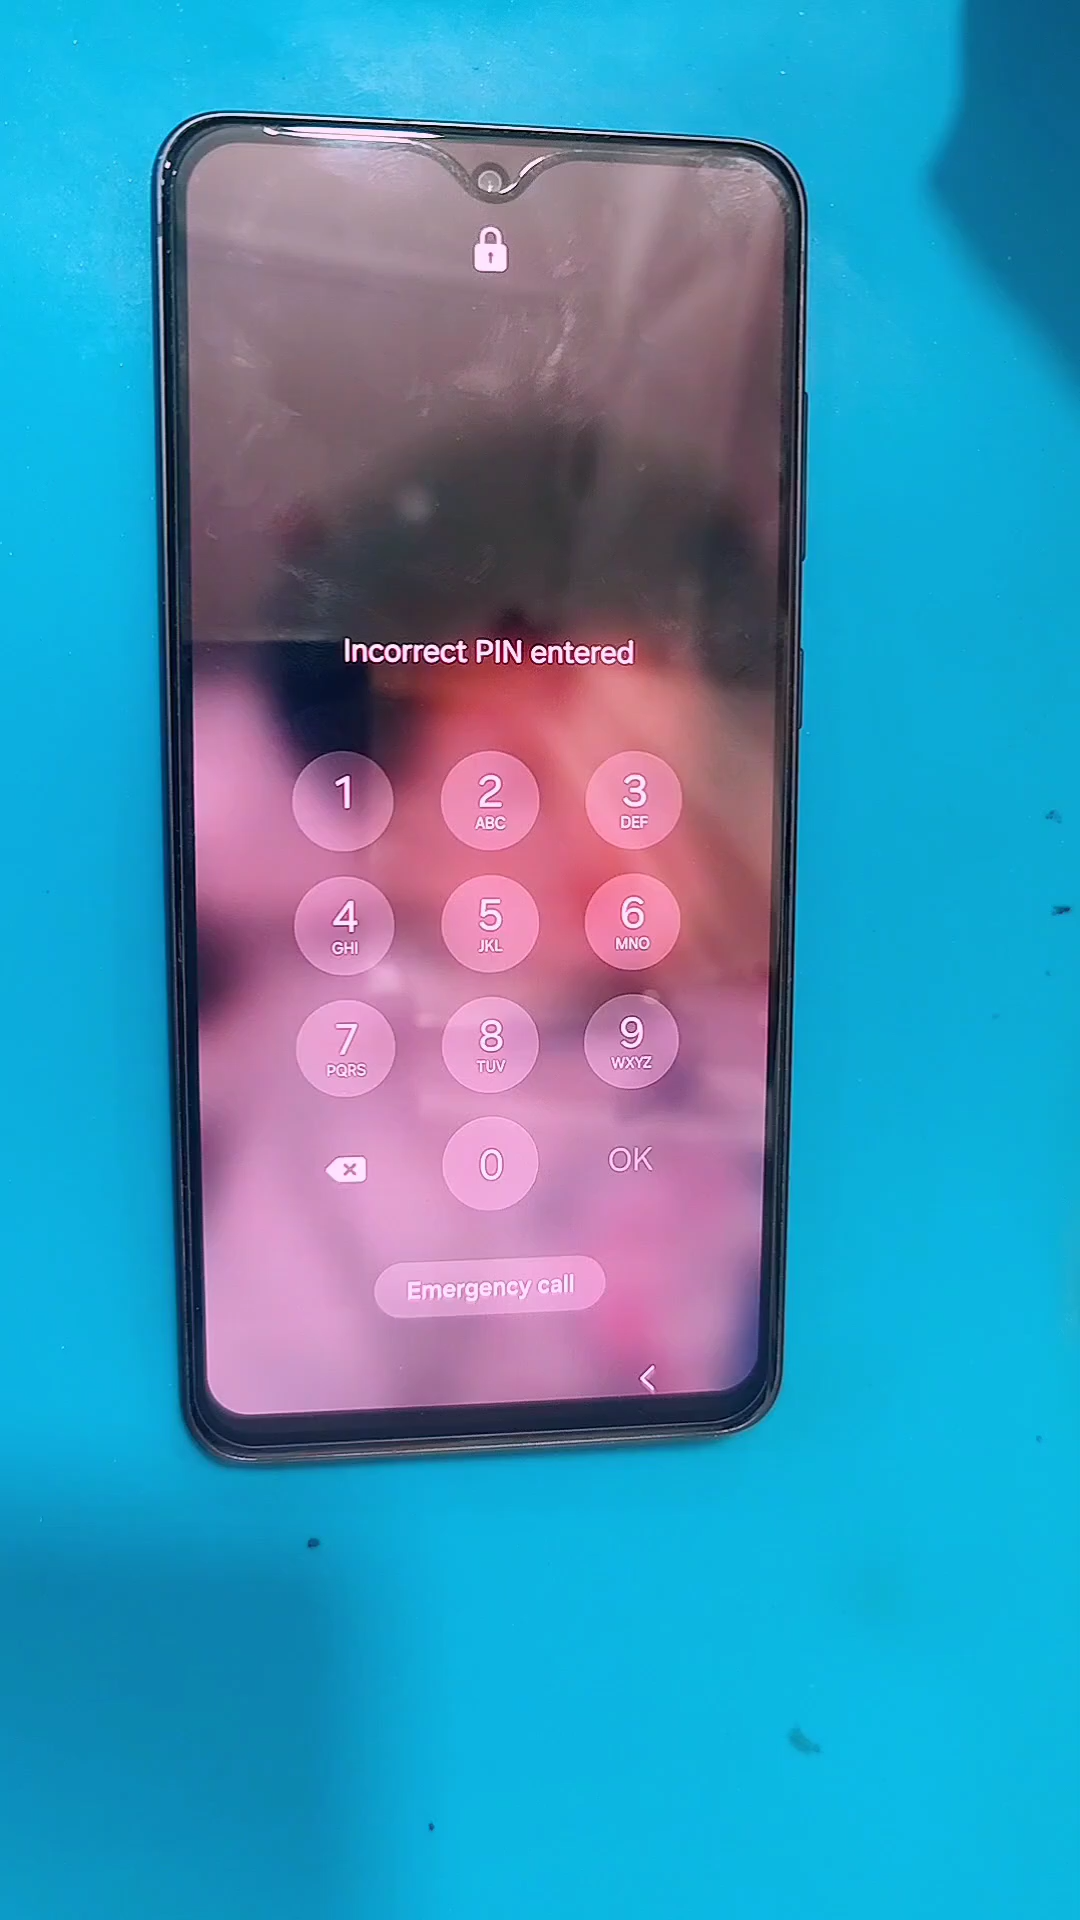 Incorrect PIN entered
1
2
3
ABC
DEF
4
5
6
GHI
JKL
MNO
7
8
9
PQRS
TUV
WXYZ
0
OK
Emergency call